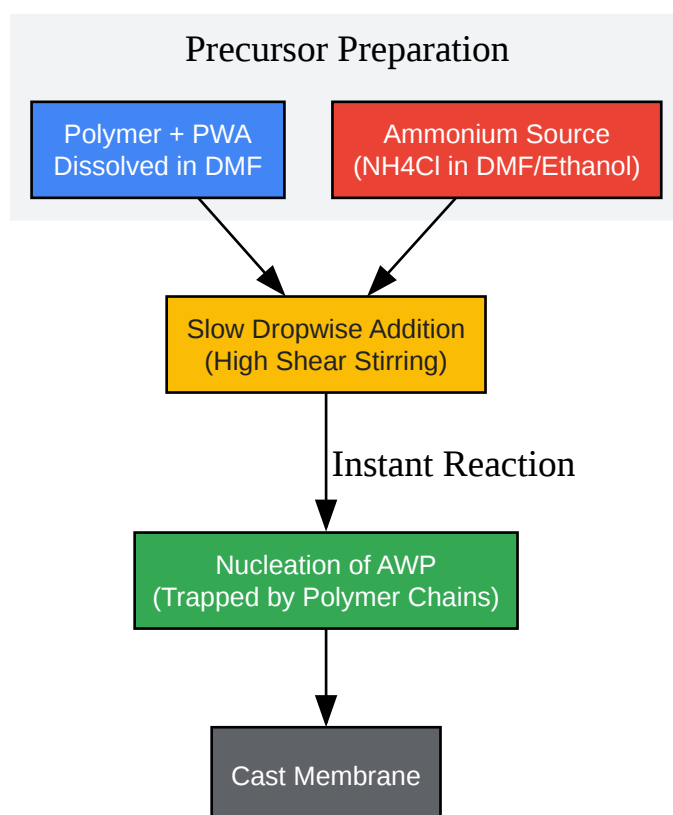 Precursor Preparation
Polymer + PWA
Dissolved in DMF
Ammonium Source
(NH4Cl in DMF/Ethanol)
Slow Dropwise Addition
(High Shear Stirring)
Instant Reaction
Nucleation of AWP
(Trapped by Polymer Chains)
Cast Membrane